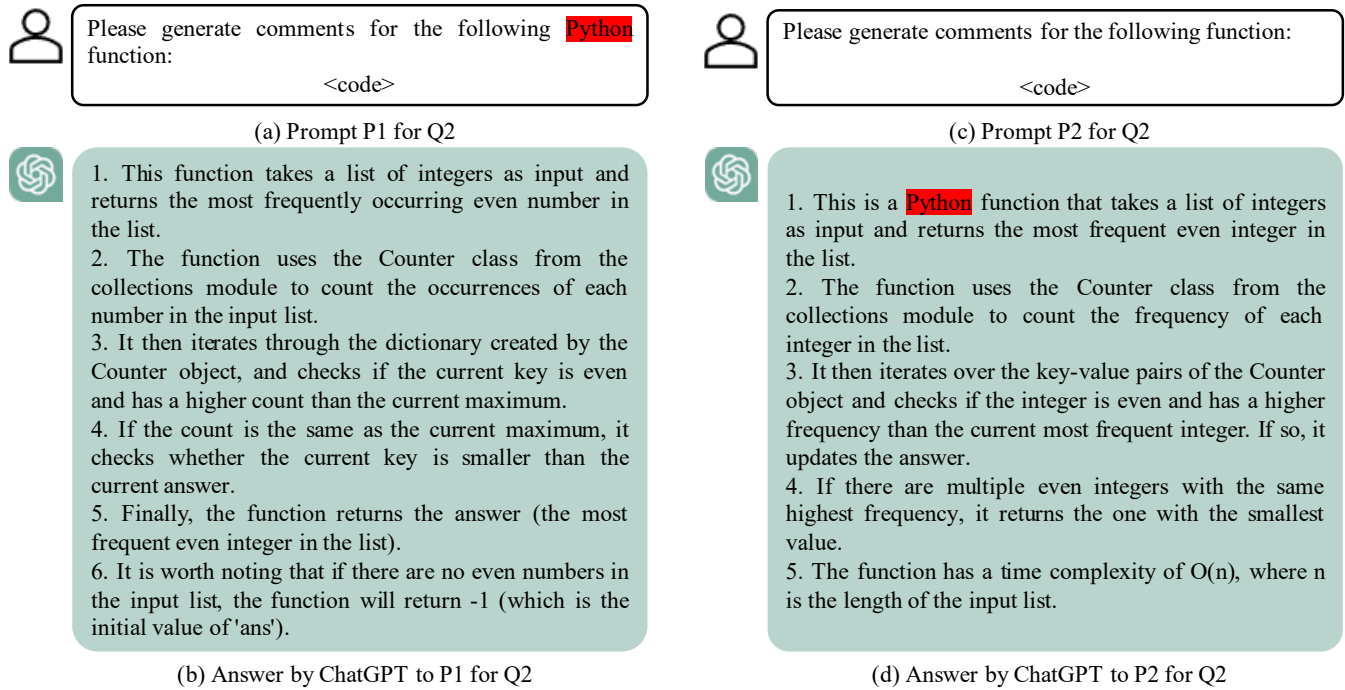 Please generate comments for the following Python
function:
<code>
(a) Prompt P1 for Q2
1. This function takes a list of integers as input and
returns the most frequently occurring even number in
the list.
2. The function uses the Counter class from the
collections module to count the occurrences of each
number in the input list.
3. It then iterates through the dictionary created by the
Counter object, and checks if the current key is even
and has a higher count than the current maximum.
4. If the count is the same as the current maximum, it
checks whether the current key is smaller than the
current answer.
5. Finally, the function returns the answer (the most
frequent even integer in the list).
6. It is worth noting that if there are no even numbers in
the input list, the function will return -1 (which is the
initial value of 'ans').
(b) Answer by ChatGPT to P1 for Q2
Please generate comments for the following function:
<code>
(c) Prompt P2 for Q2
1. This is a Python function that takes a list of integers
as input and returns the most frequent even integer in
the list.
2. The function uses the Counter class from the
collections module to count the frequency of each
integer in the list.
3. It then iterates over the key-value pairs of the Counter
object and checks if the integer is even and has a higher
frequency than the current most frequent integer. If so, it
updates the answer.
4. If there are multiple even integers with the same
highest frequency, it returns the one with the smallest
value.
5. The function has a time complexity of O(n), where n
is the length of the input list.
(d) Answer by ChatGPT to P2 for Q2